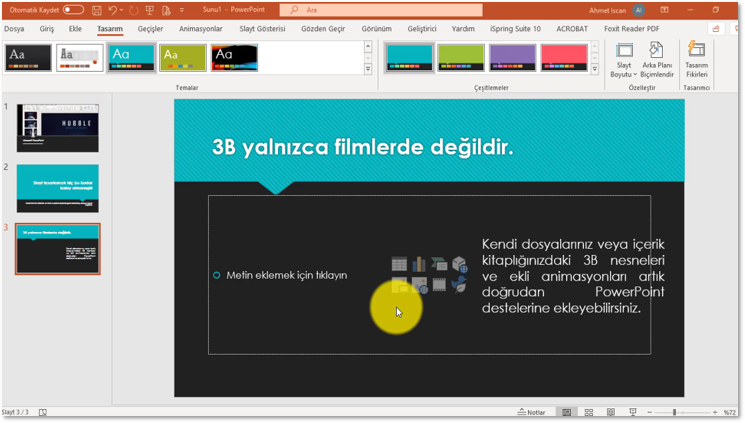 Otomatik Kaydet
Sunu1 - PowerPoint
Ara
Ahmet Iscan
AI
Dosya Giriş Ekle Tasarım Geçişler Animasyonlar Slayt Gösterisi Gözden Geçir Görünüm Geliştirici Yardım iSpring Suite 10 ACROBAT Foxit Reader PDF
Aa Aa Aa Aa Aa
Slayt Boyutu
Arka Planı Biçimlendir
Tasarım Fikirleri
Temalar Çeşitlemeler Özelleştir Tasarımcı
1
HUBBLE
2
3
3B yalnızca filmlerde değildir.
3B yalnızca filmlerde değildir.
Metin eklemek için tıklayın
Kendi dosyalarınız veya içerik
kitaplığınızdaki 3B nesneleri
ve ekli animasyonları artık
doğrudan PowerPoint
destelerine ekleyebilirsiniz.
Slayt 3 / 3
Notlar
%72